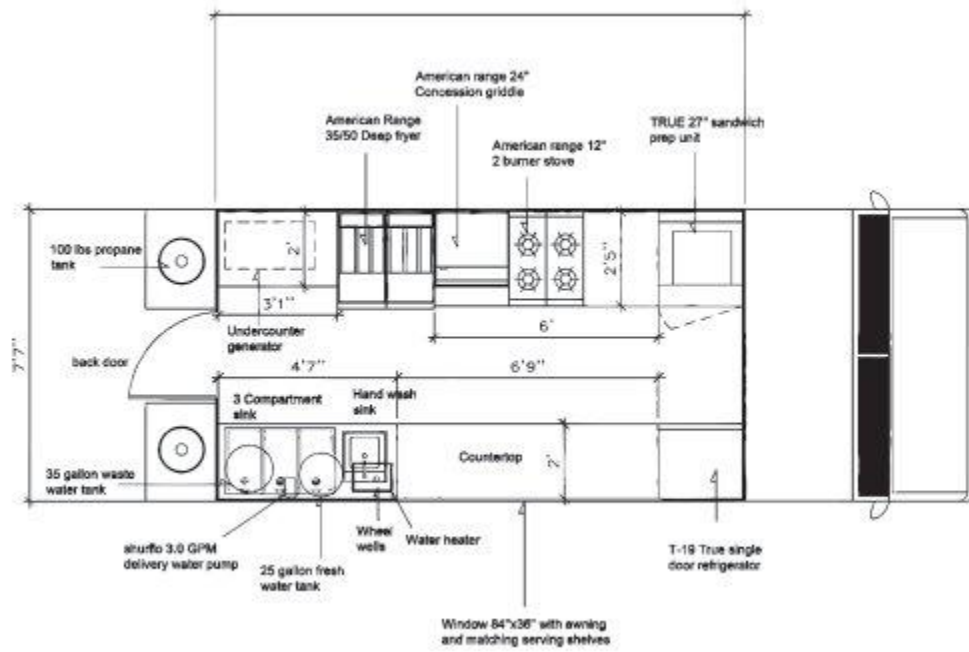 American range 24"
Concession griddle
American Range
35/50 Deep fryer
TRUE 27" sandwich
prep unit
American range 12"
2 burner stove
100 lbs propane
tank
2'
2'5''
3'1''
6'
Undercounter
generator
7'7''
back door
4'7''
6'9''
3 Compartment
sink
Hand wash
sink
Countertop
2'
35 gallon waste
water tank
Wheel
wells
Water heater
shurflo 3.0 GPM
delivery water pump
25 gallon fresh
water tank
T-19 True single
door refrigerator
Window 84"x36" with awning
and matching serving shelves